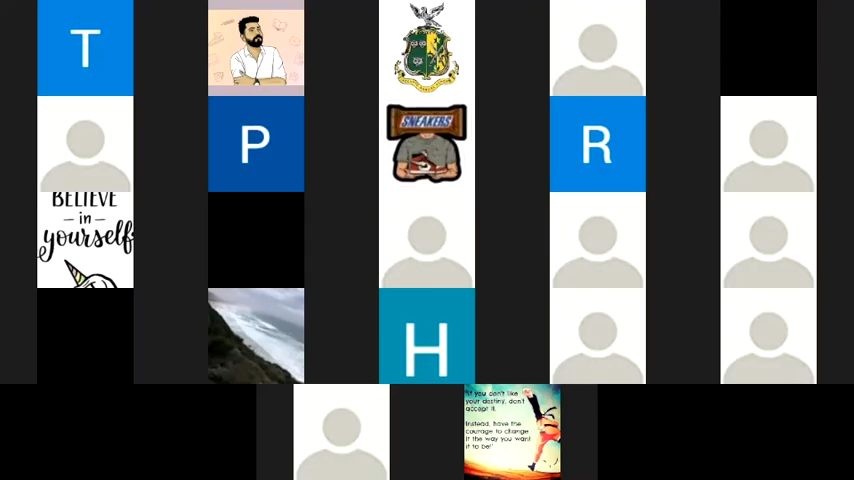 T
SNEAKERS
P
R
BELIEVE
— in —
yourself
H
"If you don't like
your destiny, don't
accept it.
Instead, have the
courage to change
it the way you want
it to be"